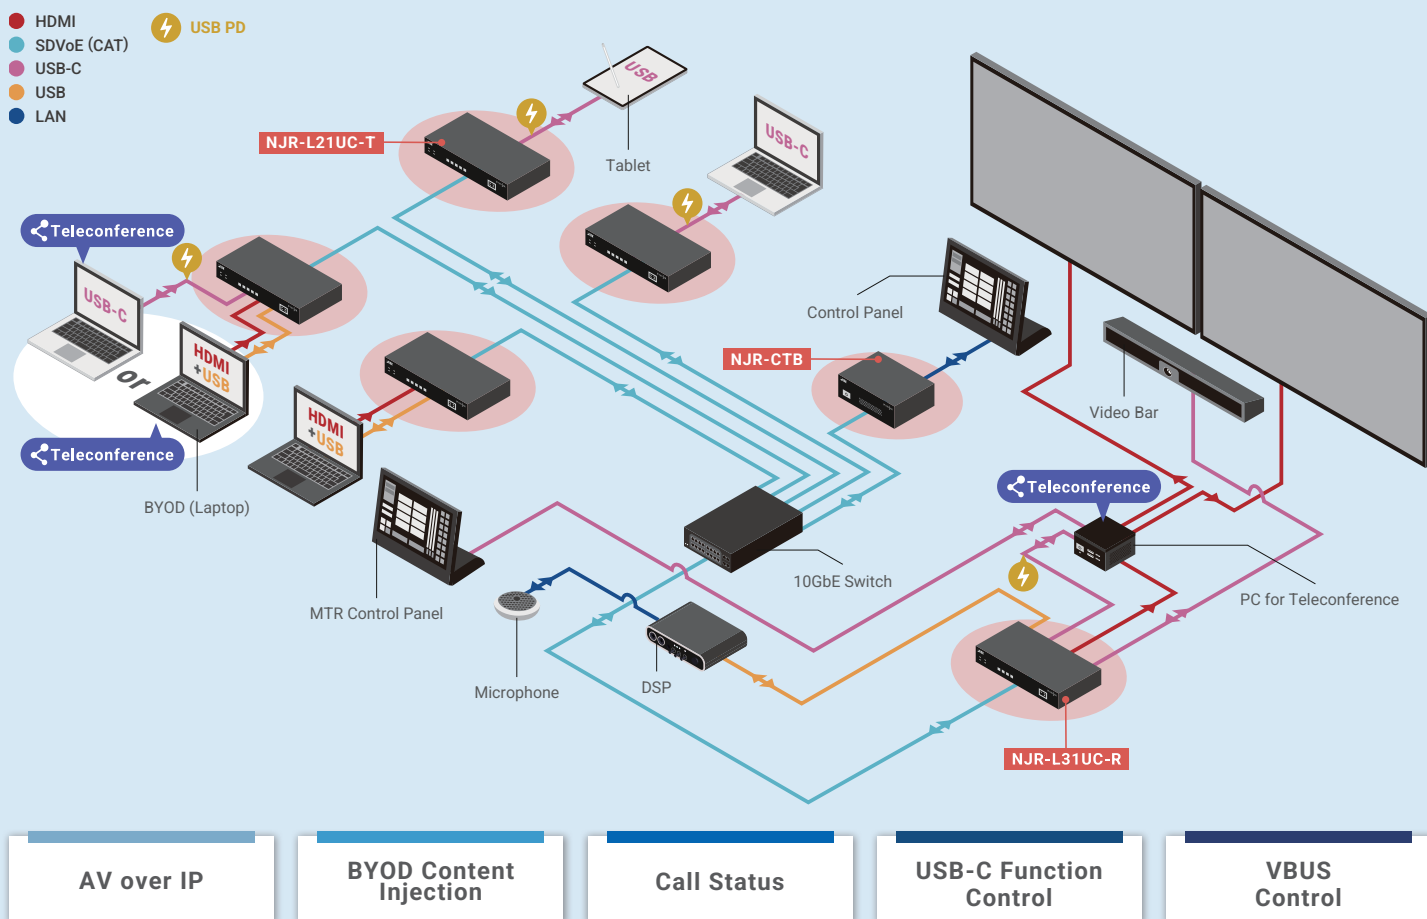 HDMI
USB PD
SDVoE (CAT)
USB-C
USB
LAN
USB
NJR-L21UC-T
Tablet
USB-C
Teleconference
USB-C
or
HDMI
+USB
Control Panel
NJR-CTB
Video Bar
HDMI
+USB
Teleconference
Teleconference
BYOD (Laptop)
10GbE Switch
MTR Control Panel
PC for Teleconference
Microphone
DSP
NJR-L31UC-R
AV over IP
BYOD Content
Injection
Call Status
USB-C Function
Control
VBUS
Control